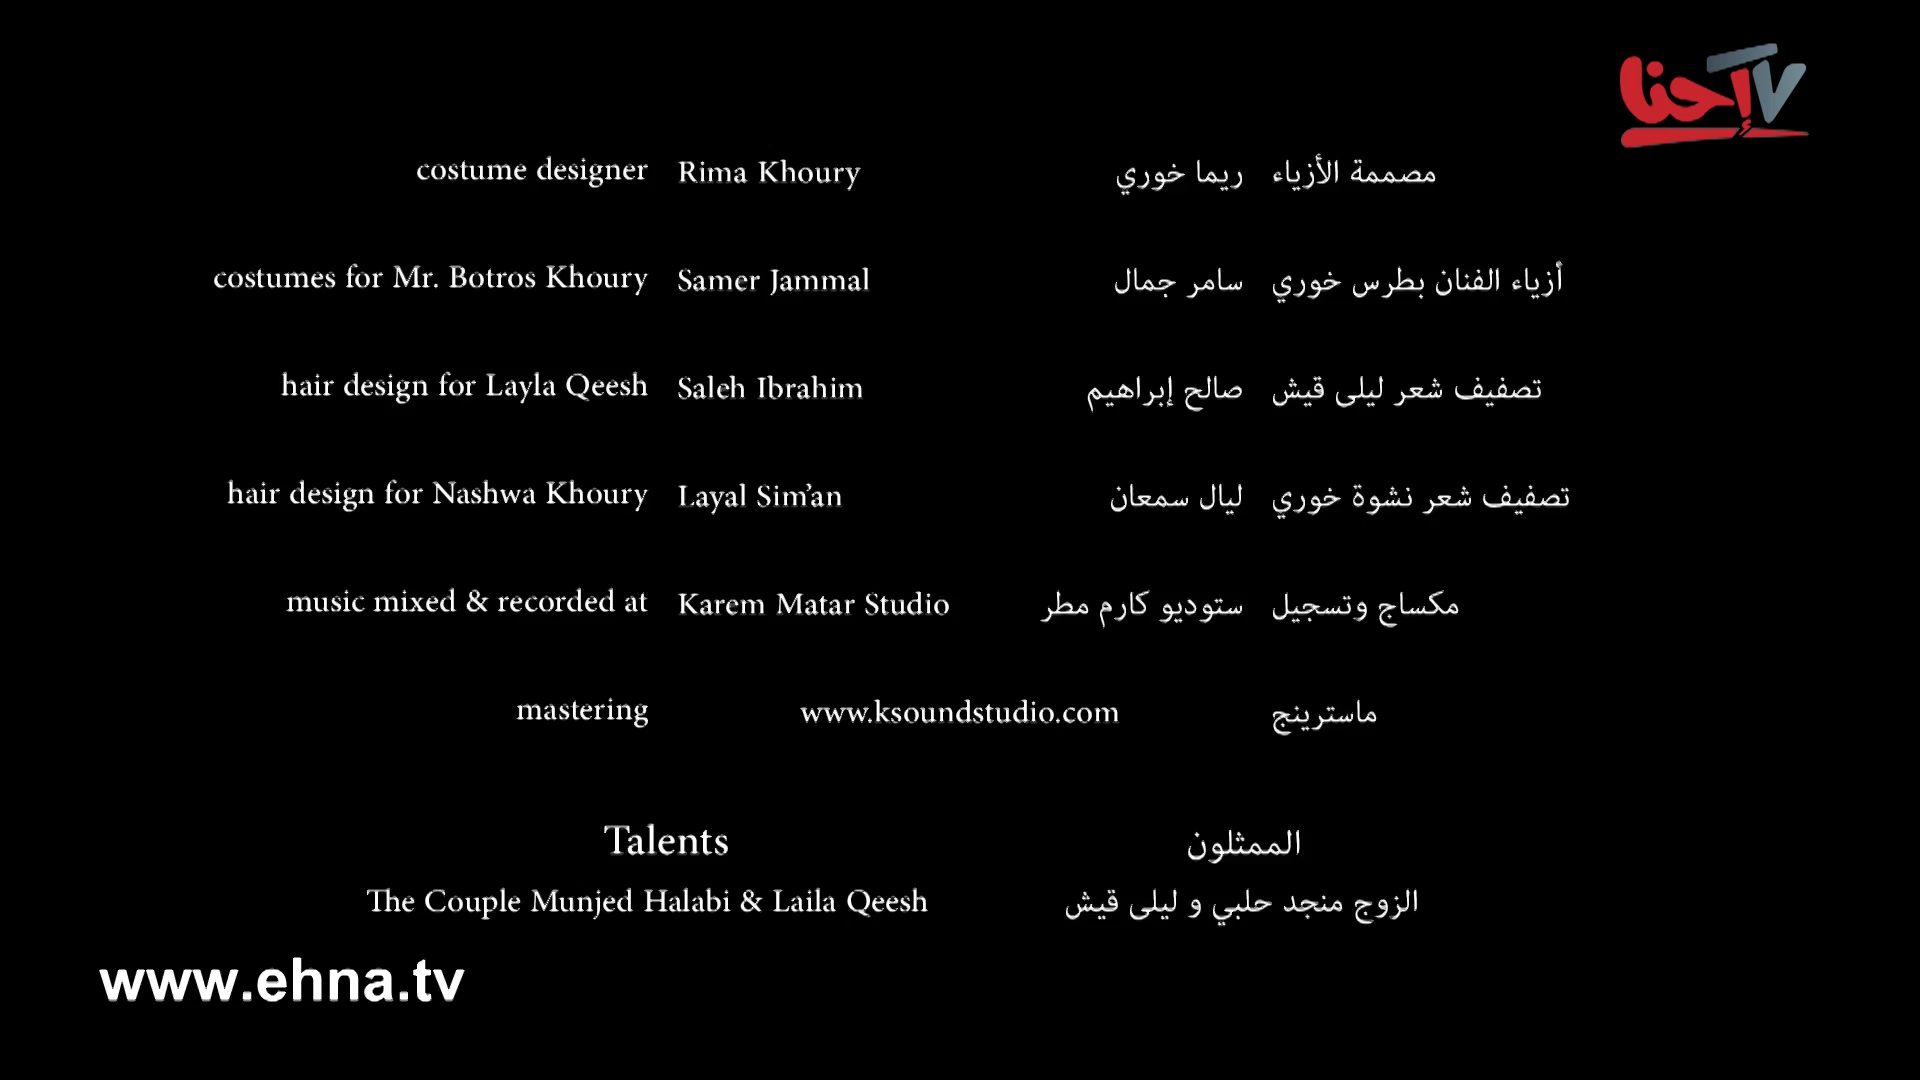 إحنا TV
costume designer Rima Khoury ريما خوري مصممة الأزياء
costumes for Mr. Botros Khoury Samer Jammal سامر جمال أزياء الفنان بطرس خوري
hair design for Layla Qeesh Saleh Ibrahim صالح إبراهيم تصفيف شعر ليلى قيش
hair design for Nashwa Khoury Layal Sim’an ليال سمعان تصفيف شعر نشوة خوري
music mixed & recorded at Karem Matar Studio ستوديو كارم مطر مكساج وتسجيل
mastering www.ksoundstudio.com ماسترينج
Talents الممثلون
The Couple Munjed Halabi & Laila Qeesh الزوج منجد حلبي و ليلى قيش
www.ehna.tv